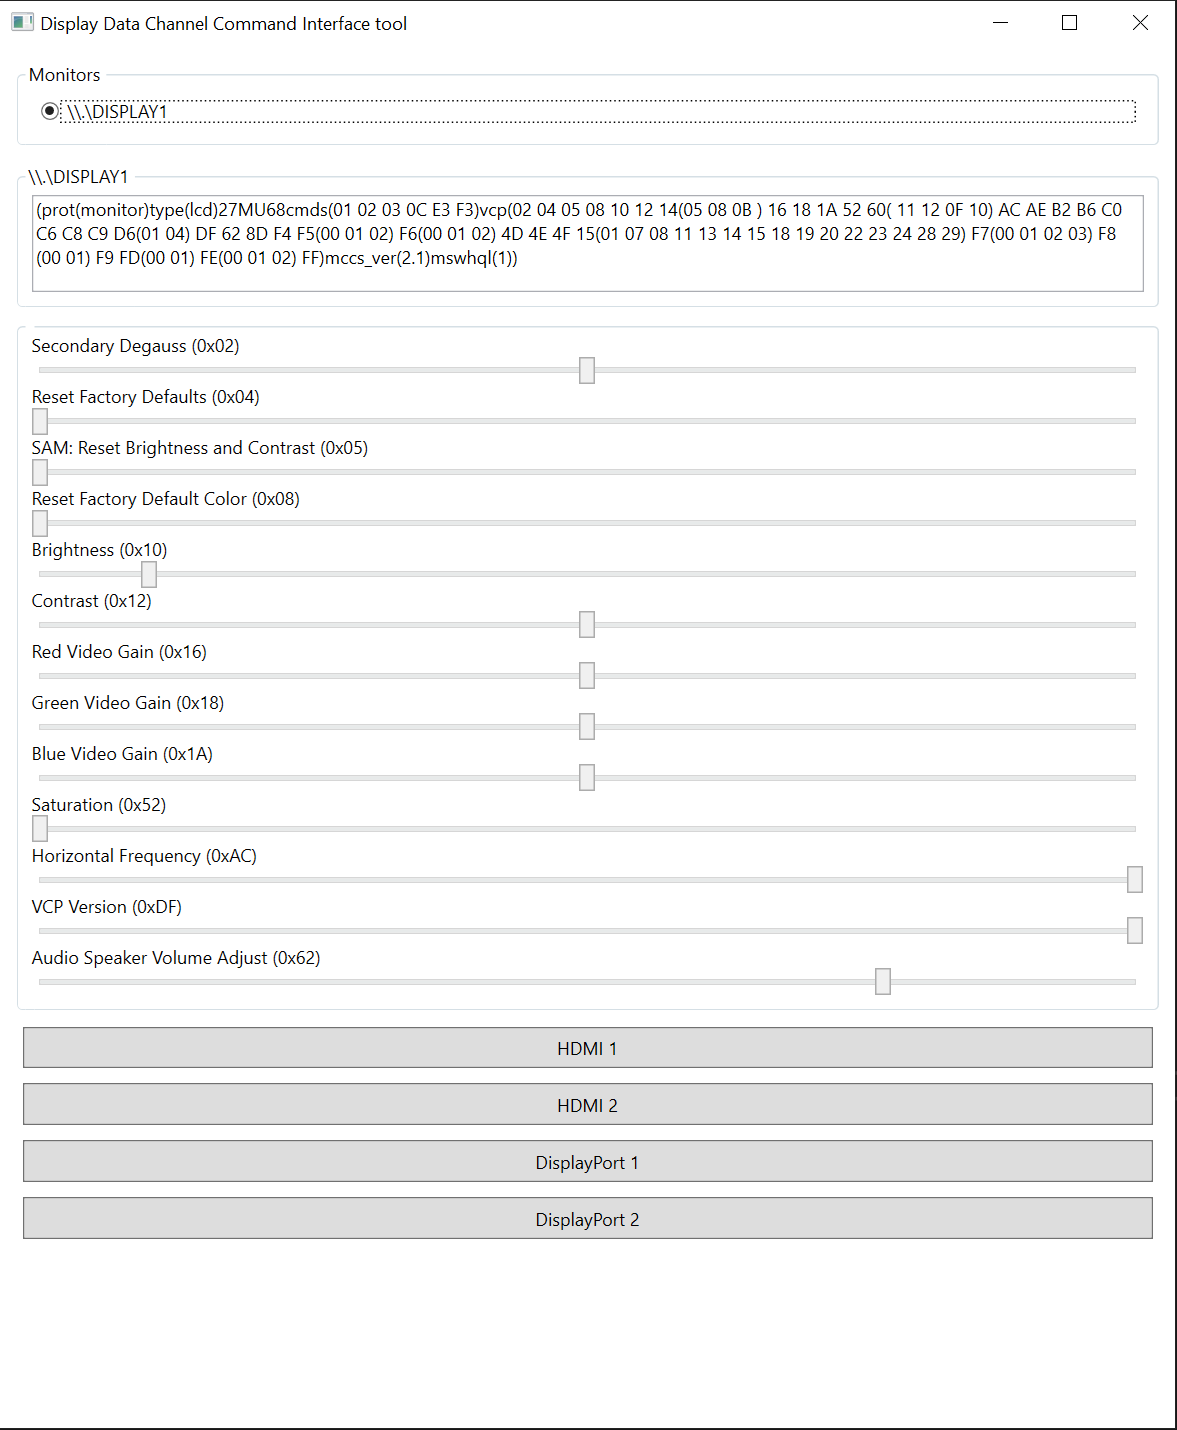 Display Data Channel Command Interface tool
Monitors
\\.\DISPLAY1
\\.\DISPLAY1
(prot(monitor)type(lcd)27MU68cmds(01 02 03 0C E3 F3)vcp(02 04 05 08 10 12 14(05 08 0B ) 16 18 1A 52 60( 11 12 0F 10) AC AE B2 B6 C0
C6 C8 C9 D6(01 04) DF 62 8D F4 F5(00 01 02) F6(00 01 02) 4D 4E 4F 15(01 07 08 11 13 14 15 18 19 20 22 23 24 28 29) F7(00 01 02 03) F8
(00 01) F9 FD(00 01) FE(00 01 02) FF)mccs_ver(2.1)mswhql(1))
Secondary Degauss (0x02)
Reset Factory Defaults (0x04)
SAM: Reset Brightness and Contrast (0x05)
Reset Factory Default Color (0x08)
Brightness (0x10)
Contrast (0x12)
Red Video Gain (0x16)
Green Video Gain (0x18)
Blue Video Gain (0x1A)
Saturation (0x52)
Horizontal Frequency (0xAC)
VCP Version (0xDF)
Audio Speaker Volume Adjust (0x62)
HDMI 1
HDMI 2
DisplayPort 1
DisplayPort 2